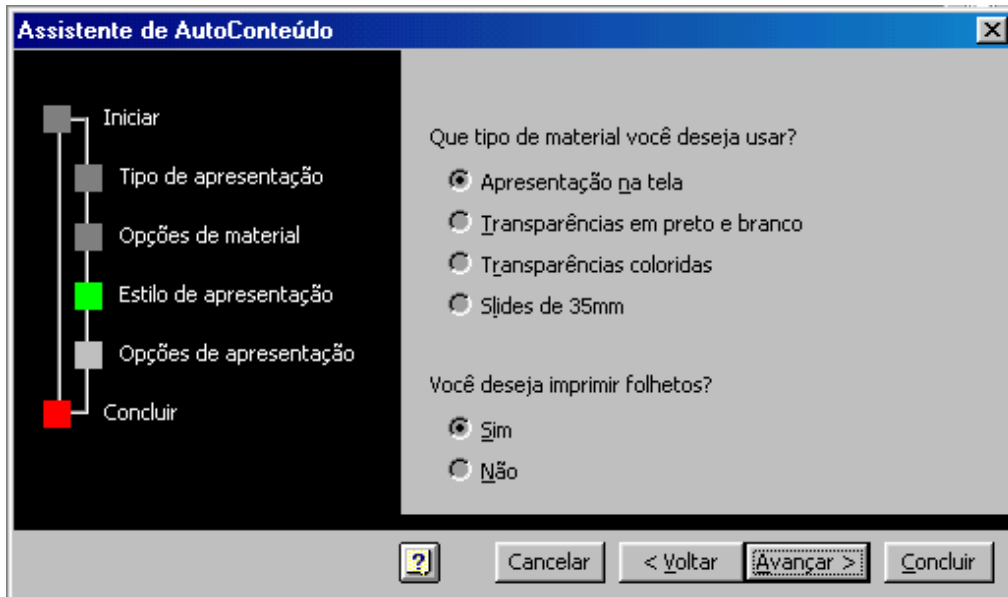 Assistente de AutoConteúdo
Iniciar
Tipo de apresentação
Opções de material
Estilo de apresentação
Opções de apresentação
Concluir
Que tipo de material você deseja usar?
Apresentação na tela
Transparências em preto e branco
Transparências coloridas
Slides de 35mm
Você deseja imprimir folhetos?
Sim
Não
? Cancelar < Voltar Avançar > Concluir